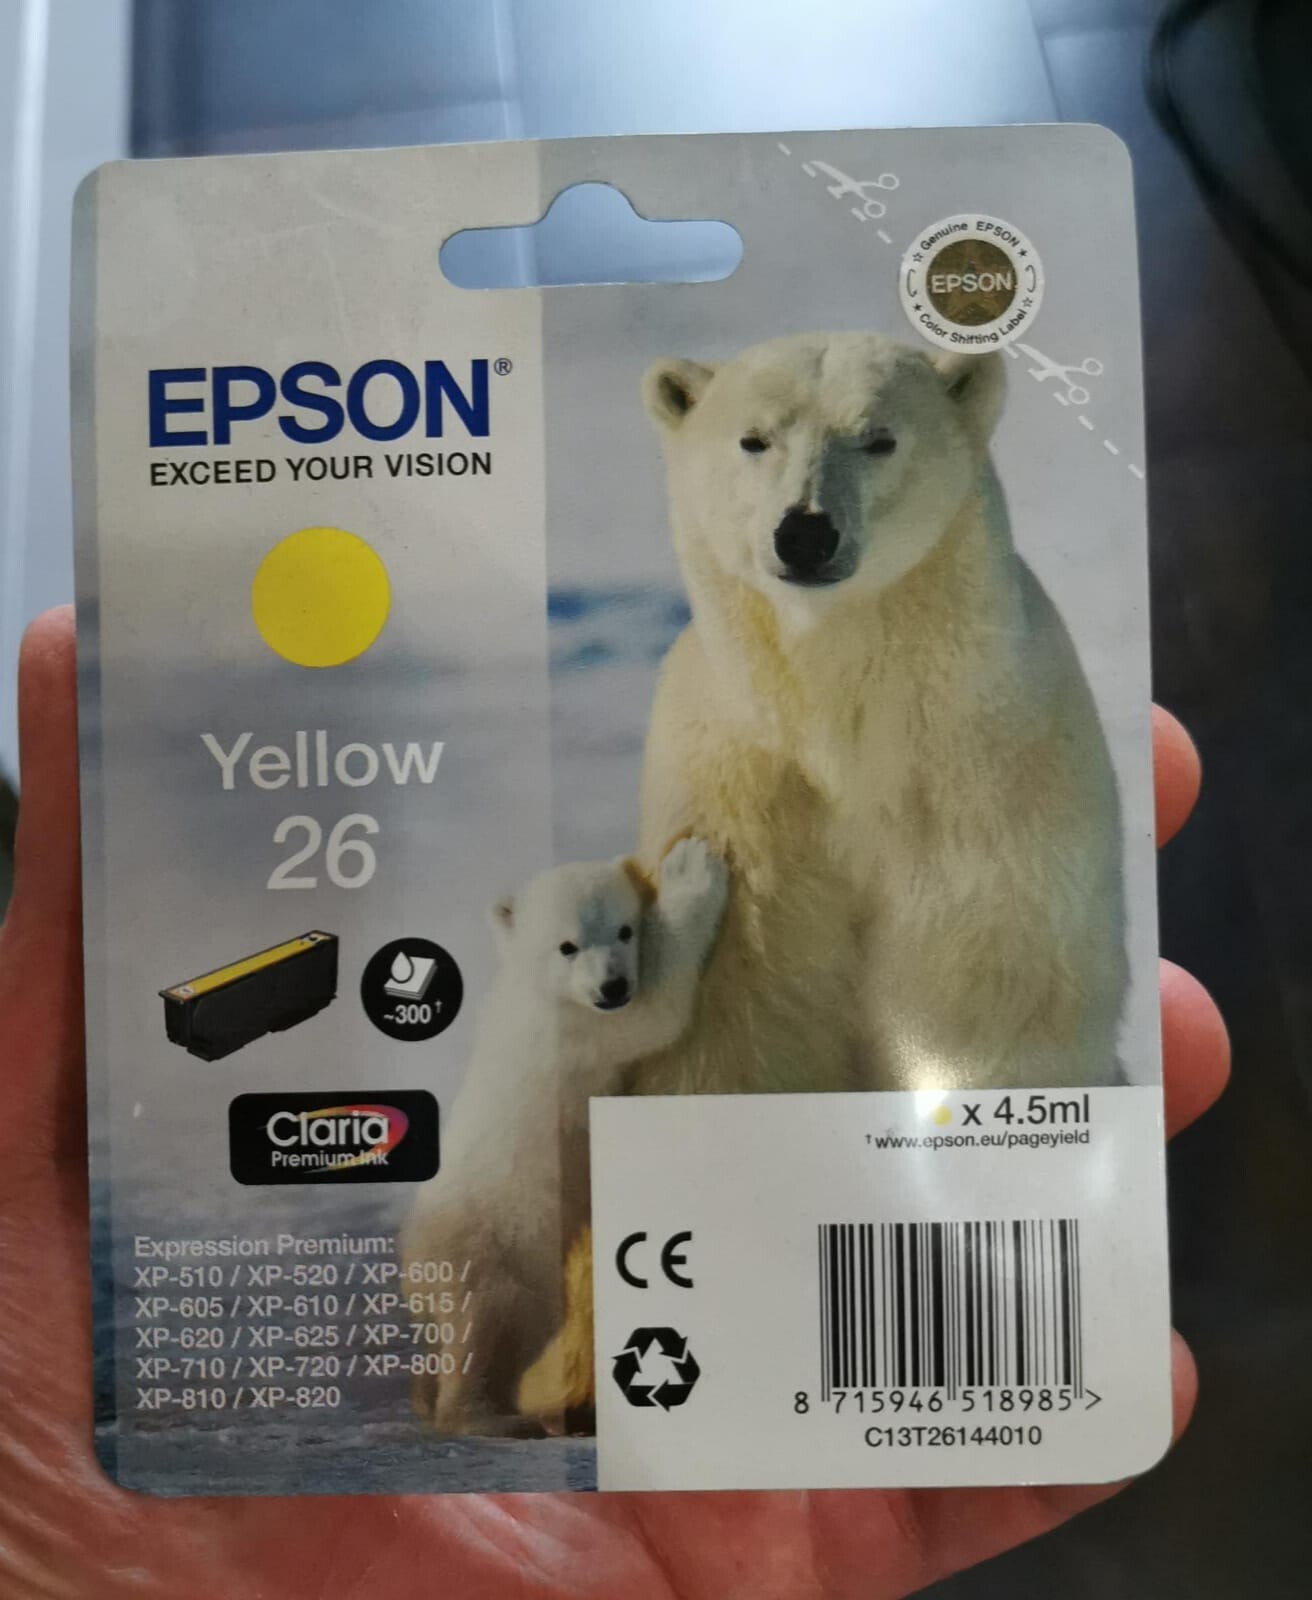 Genuine EPSON
EPSON
Color Shifting Label
EPSON®
EXCEED YOUR VISION
Yellow
26
~300†
Claria
Premium Ink
x 4.5ml
† www.epson.eu/pageyield
Expression Premium:
XP-510 / XP-520 / XP-600 /
XP-605 / XP-610 / XP-615 /
XP-620 / XP-625 / XP-700 /
XP-710 / XP-720 / XP-800 /
XP-810 / XP-820
CE
8 715946 518985 >
C13T26144010